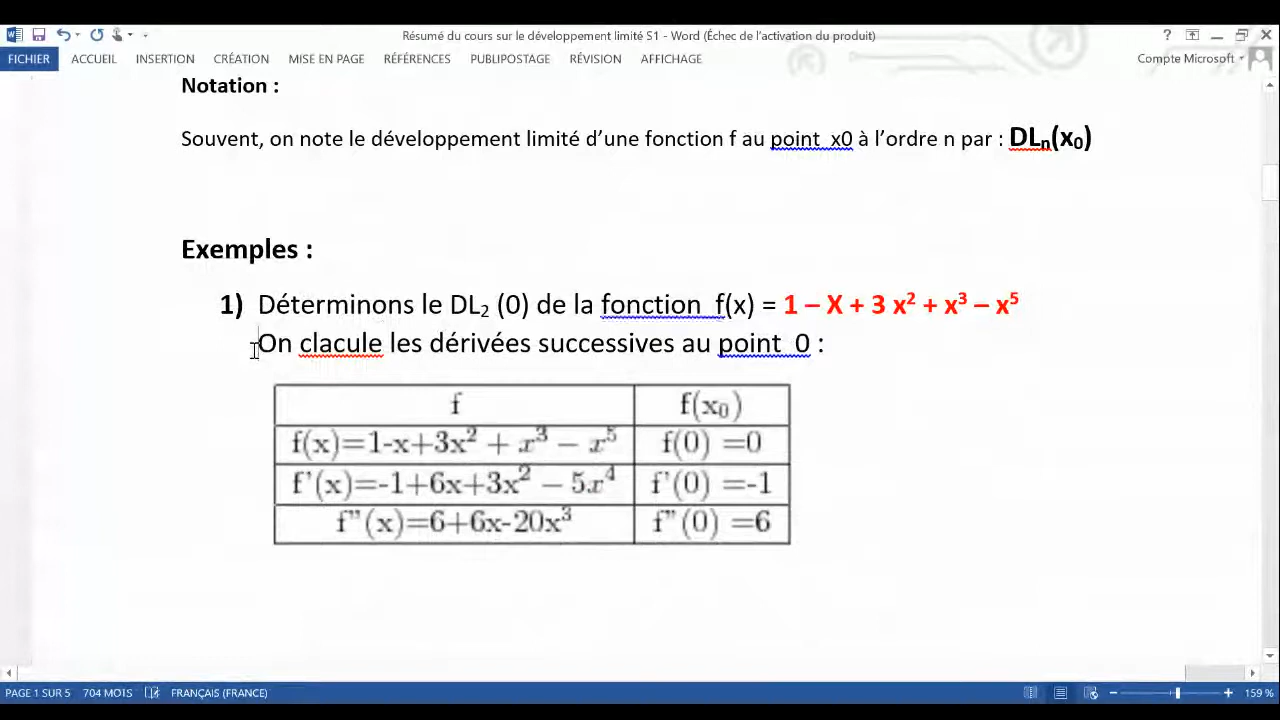 Résumé du cours sur le développement limité S1 - Word (Échec de l'activation du produit)
FICHIER ACCUEIL INSERTION CRÉATION MISE EN PAGE RÉFÉRENCES PUBLIPOSTAGE RÉVISION AFFICHAGE Compte Microsoft
Notation :
Souvent, on note le développement limité d'une fonction f au point x0 à l'ordre n par : DLₙ(x₀)
Exemples :
1) Déterminons le DL₂ (0) de la fonction f(x) = 1 – X + 3 x² + x³ – x⁵
On clacule les dérivées successives au point 0 :
f f(x₀)
f(x)=1-x+3x² + x³ − x⁵ f(0) =0
f'(x)=-1+6x+3x² − 5x⁴ f'(0) =-1
f"(x)=6+6x-20x³ f"(0) =6
PAGE 1 SUR 5 704 MOTS FRANÇAIS (FRANCE) 159 %